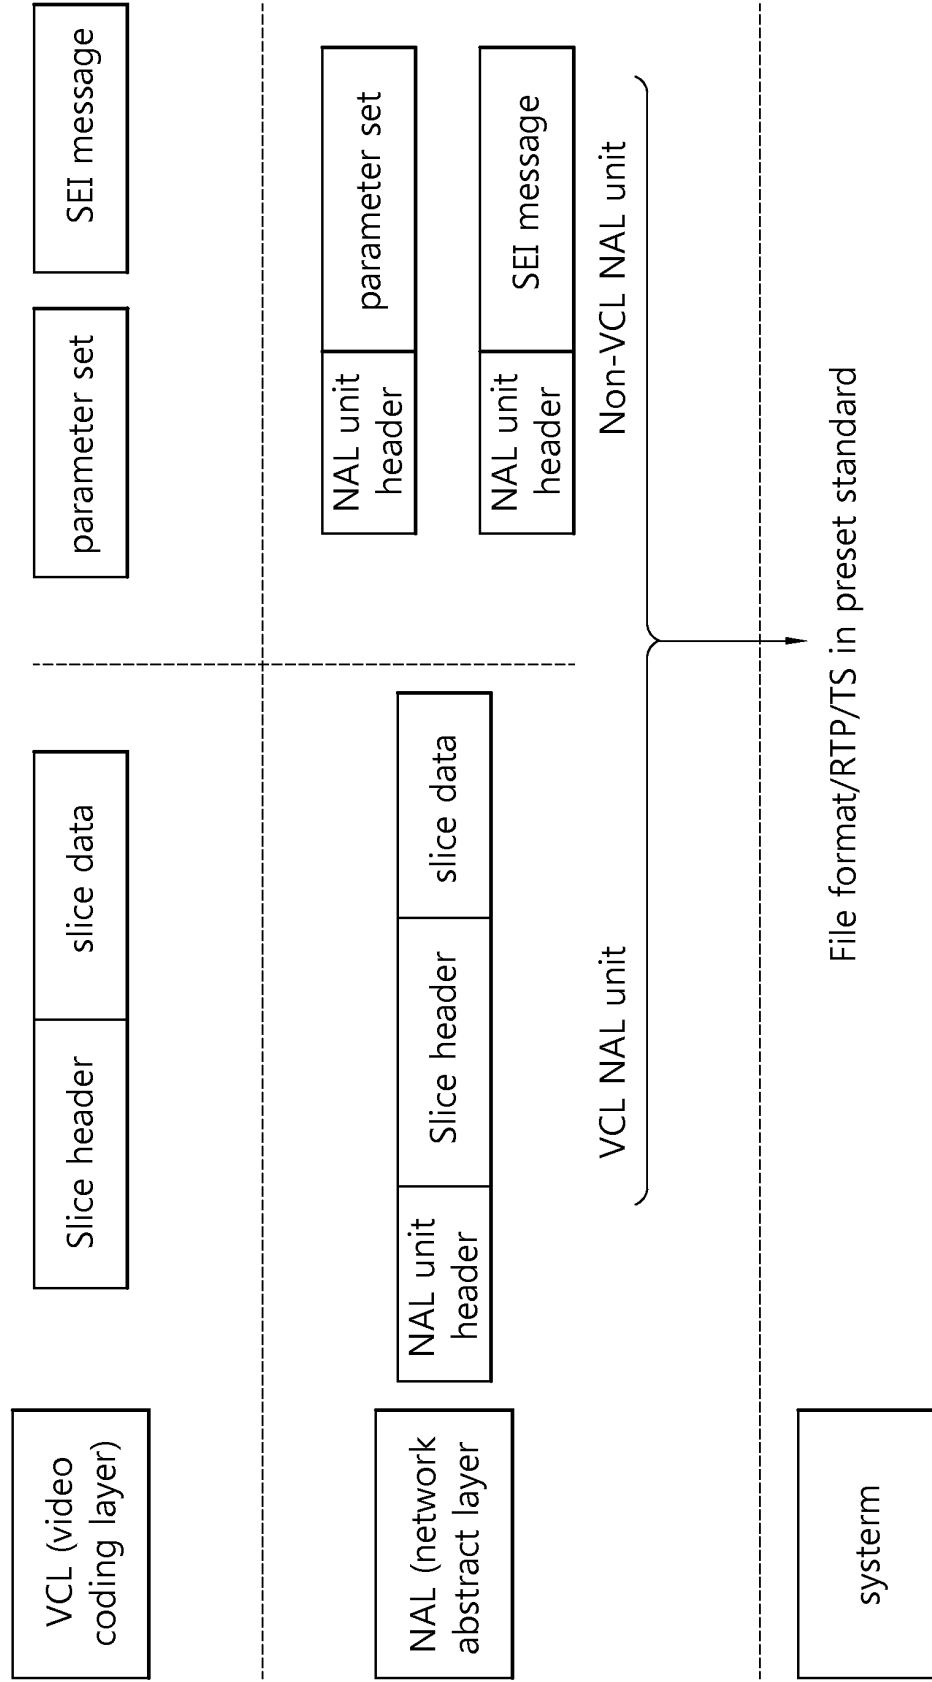 VCL (video
coding layer)
Slice header
slice data
parameter set
SEI message
NAL (network
abstract layer
NAL unit
header
Slice header
slice data
NAL unit
header
parameter set
NAL unit
header
SEI message
VCL NAL unit
Non-VCL NAL unit
systerm
File format/RTP/TS in preset standard